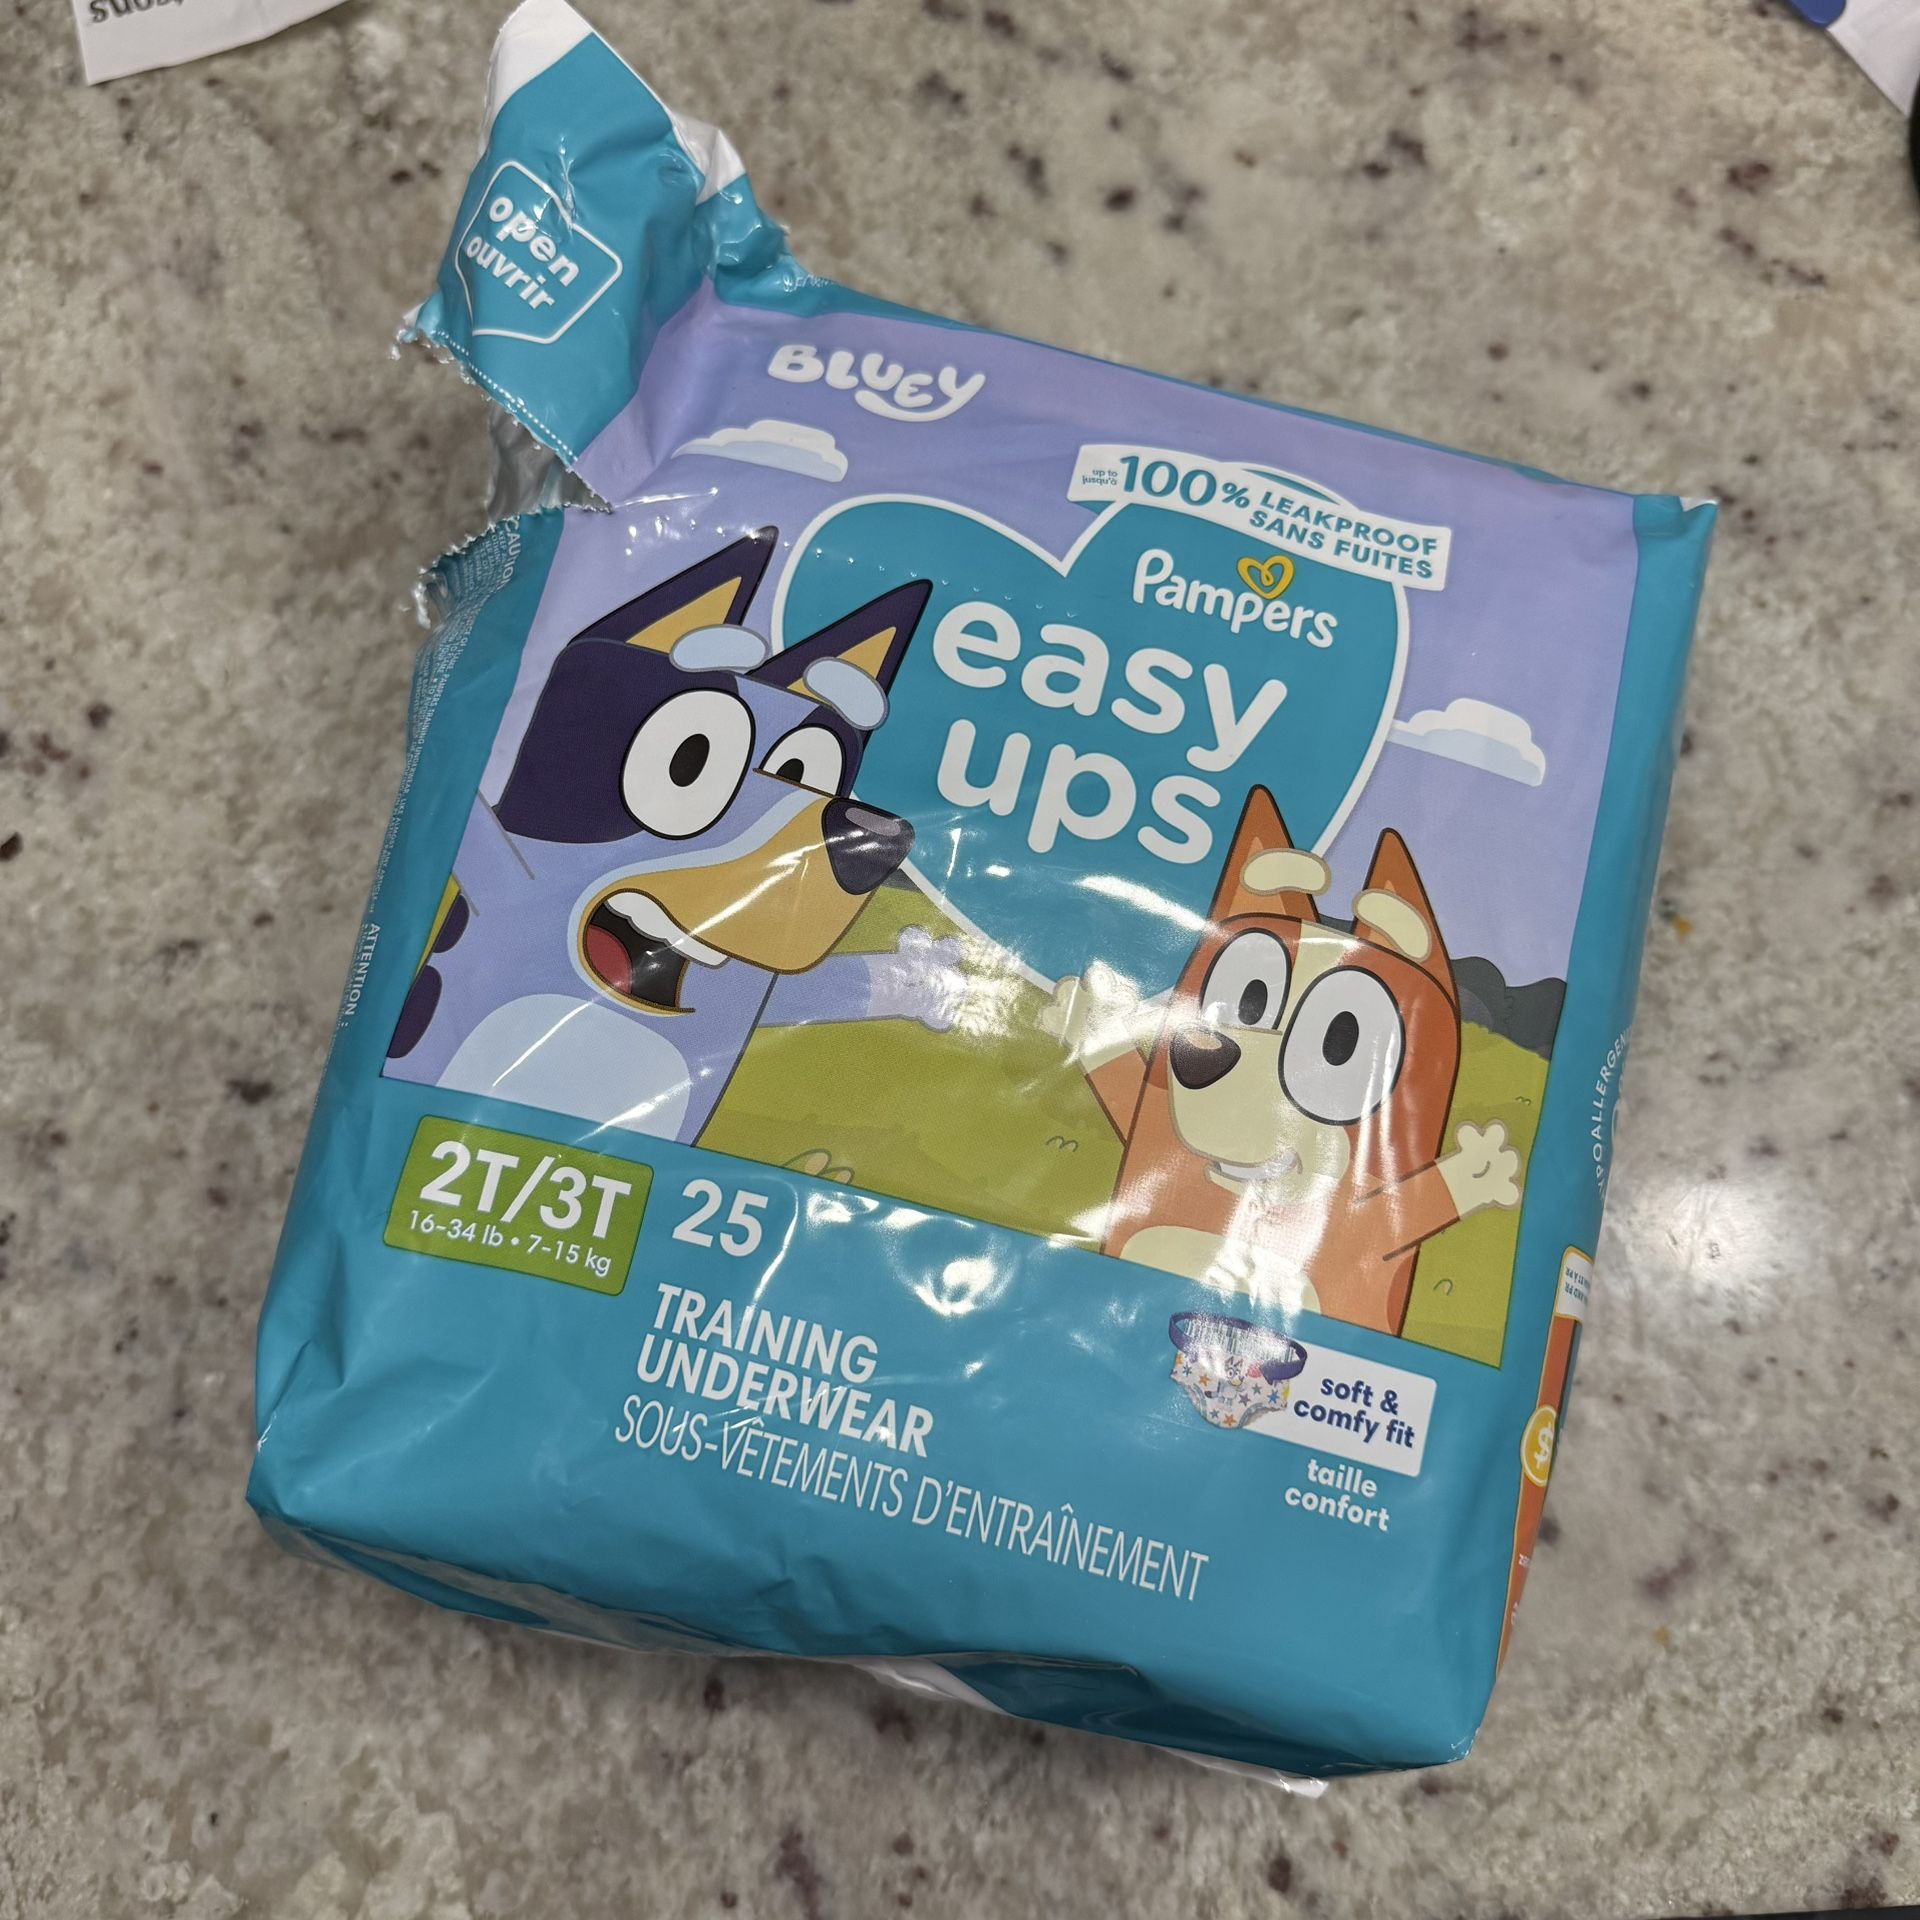 open
ouvrir
BLUEY
up to
jusqu'à
100% LEAKPROOF
SANS FUITES
Pampers
easy
ups
2T/3T
16-34 lb • 7-15 kg
25
TRAINING
UNDERWEAR
SOUS-VÊTEMENTS D'ENTRAÎNEMENT
soft &
comfy fit
taille
confort
CAUTION
ATTENTION :
$